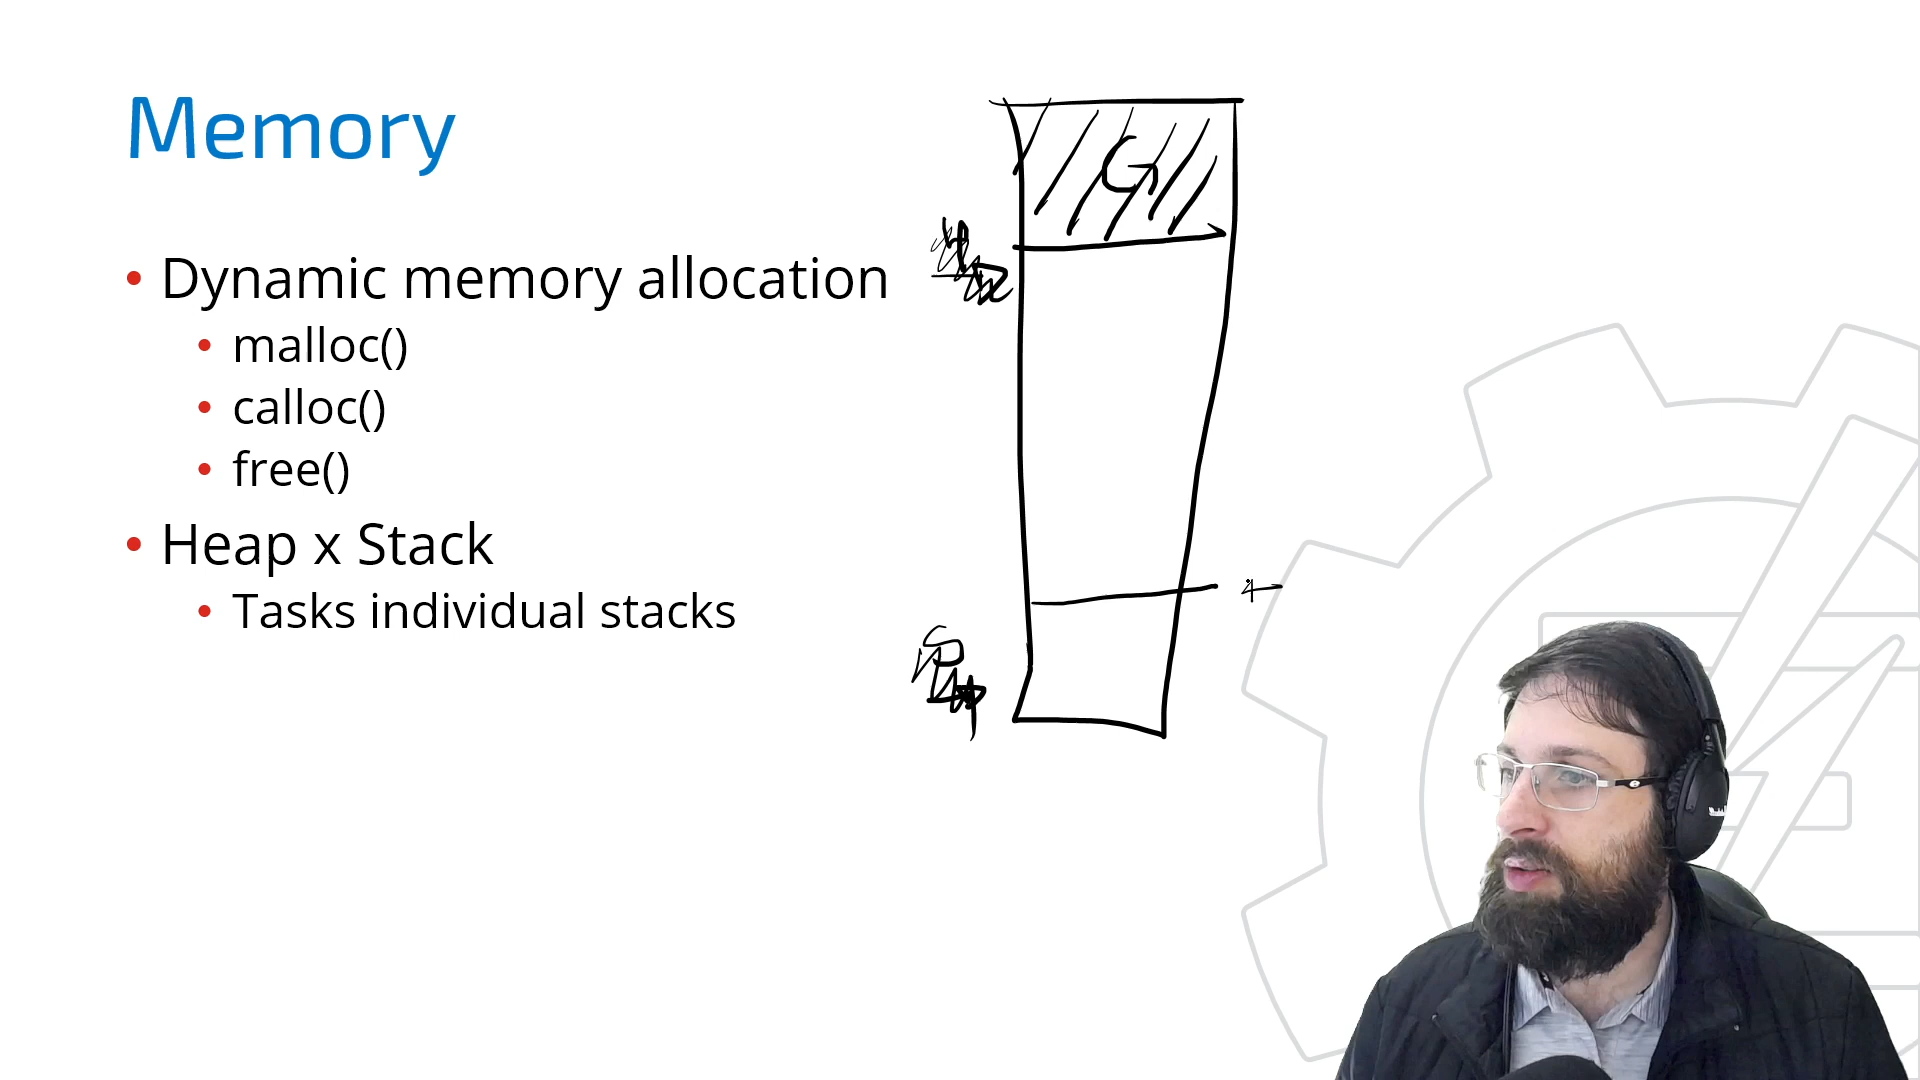 Memory
• Dynamic memory allocation
• malloc()
• calloc()
• free()
• Heap x Stack
• Tasks individual stacks
G